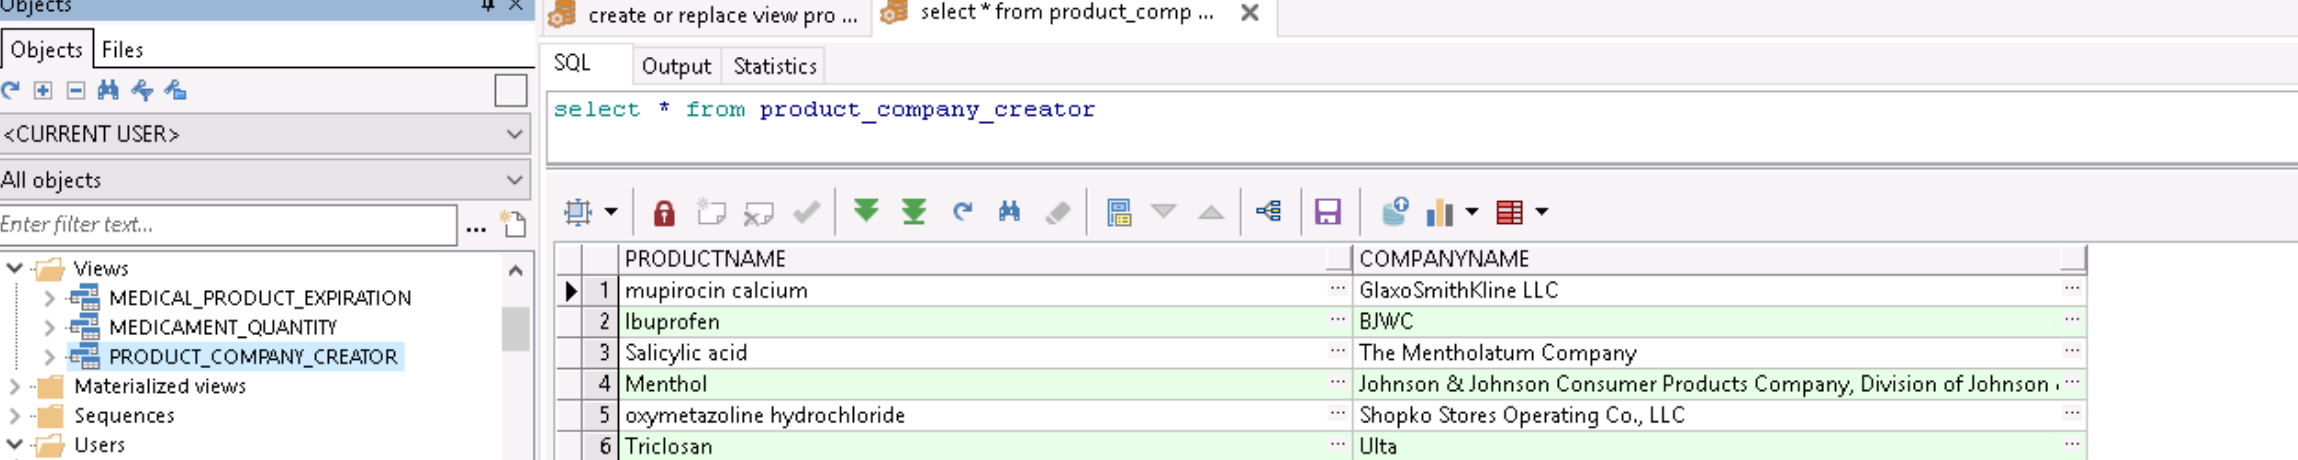 Objects
create or replace view pro ...
select * from product_comp ...
Objects Files
SQL Output Statistics
select * from product_company_creator
<CURRENT USER>
All objects
Enter filter text...
...
Views
MEDICAL_PRODUCT_EXPIRATION
MEDICAMENT_QUANTITY
PRODUCT_COMPANY_CREATOR
Materialized views
Sequences
Users
PRODUCTNAME COMPANYNAME
1 mupirocin calcium ... GlaxoSmithKline LLC ...
2 Ibuprofen ... BJWC ...
3 Salicylic acid ... The Mentholatum Company ...
4 Menthol ... Johnson & Johnson Consumer Products Company, Division of Johnson ...
5 oxymetazoline hydrochloride ... Shopko Stores Operating Co., LLC ...
6 Triclosan ... Ulta ...